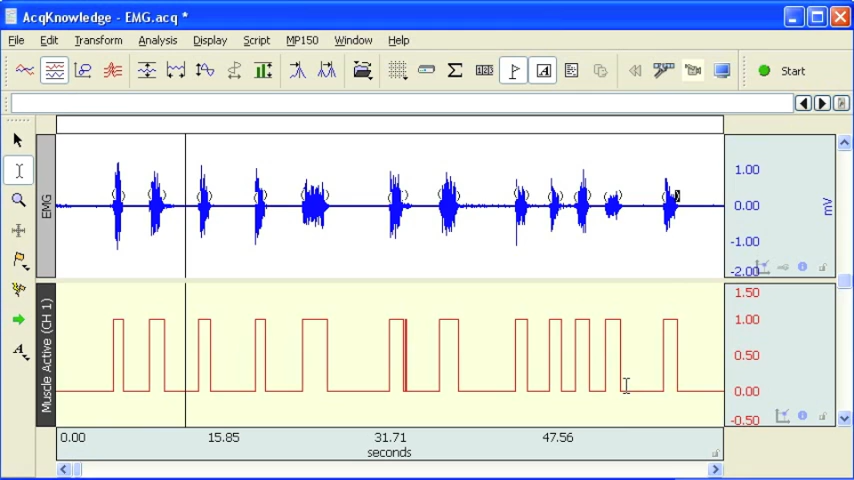 AcqKnowledge - EMG.acq *
File Edit Transform Analysis Display Script MP150 Window Help
Start
EMG
1.00
0.00
-1.00
-2.00
mV
Muscle Active (CH 1)
1.50
1.00
0.50
0.00
-0.50
0.00 15.85 31.71 47.56
seconds